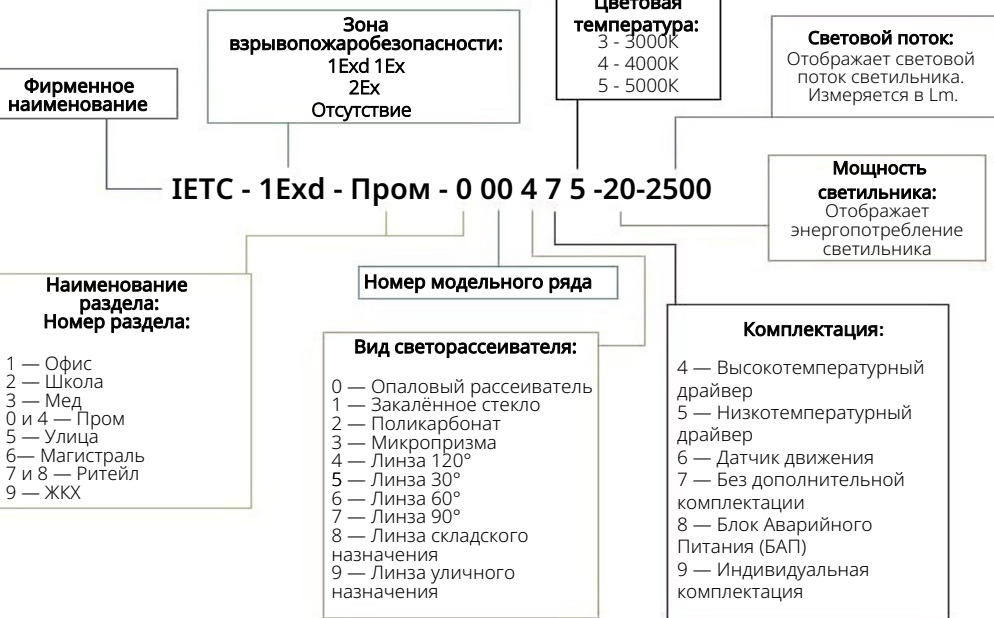 Зона
взрывопожаробезопасности:
1Exd 1Ex
2Ex
Отсутствие
Цветовая
температура:
3 - 3000К
4 - 4000К
5 - 5000К
Световой поток:
Отображает световой
поток светильника.
Измеряется в Lm.
Фирменное
наименование
IETC - 1Exd - Пром - 0 00 4 7 5 -20-2500
Мощность
светильника:
Отображает
энергопотребление
светильника
Номер модельного ряда
Наименование
раздела:
Номер раздела:
1 — Офис
2 — Школа
3 — Мед
0 и 4 — Пром
5 — Улица
6— Магистраль
7 и 8 — Ритейл
9 — ЖКХ
Вид светорассеивателя:
0 — Опаловый рассеиватель
1 — Закалённое стекло
2 — Поликарбонат
3 — Микропризма
4 — Линза 120°
5 — Линза 30°
6 — Линза 60°
7 — Линза 90°
8 — Линза складского
назначения
9 — Линза уличного
назначения
Комплектация:
4 — Высокотемпературный
драйвер
5 — Низкотемпературный
драйвер
6 — Датчик движения
7 — Без дополнительной
комплектации
8 — Блок Аварийного
Питания (БАП)
9 — Индивидуальная
комплектация